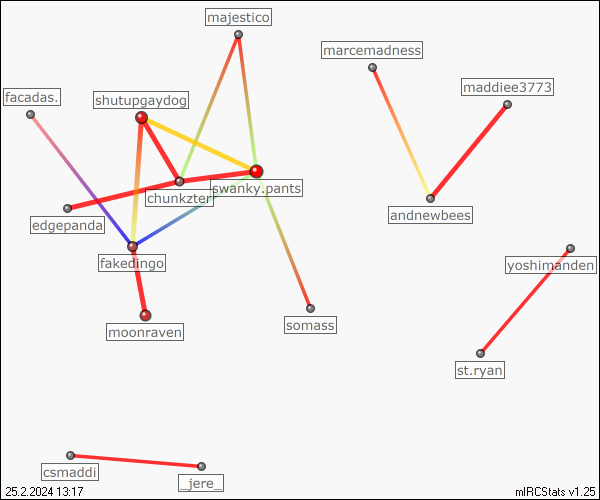 majestico
marcemadness
maddiee3773
facadas.
shutupgaydog
swanky.pants
chunkzter
edgepanda
andnewbees
fakedingo
yoshimanden
moonraven
somass
st.ryan
csmaddi
_jere_
25.2.2024 13:17
mIRCStats v1.25